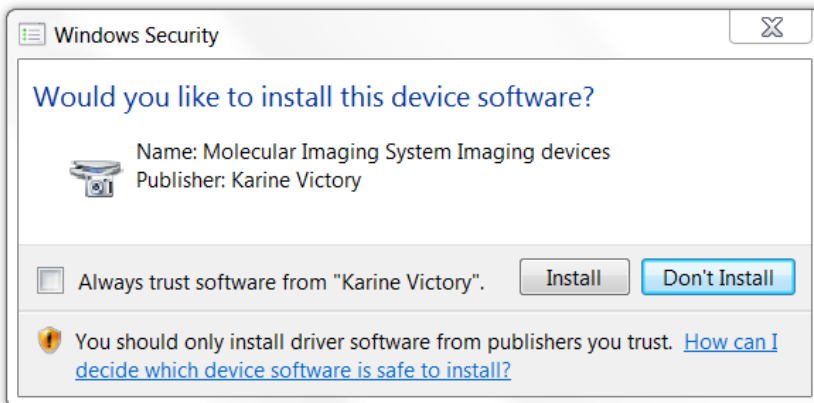 Windows Security
Would you like to install this device software?
Name: Molecular Imaging System Imaging devices
Publisher: Karine Victory
Always trust software from "Karine Victory".
Install
Don't Install
You should only install driver software from publishers you trust. How can I
decide which device software is safe to install?